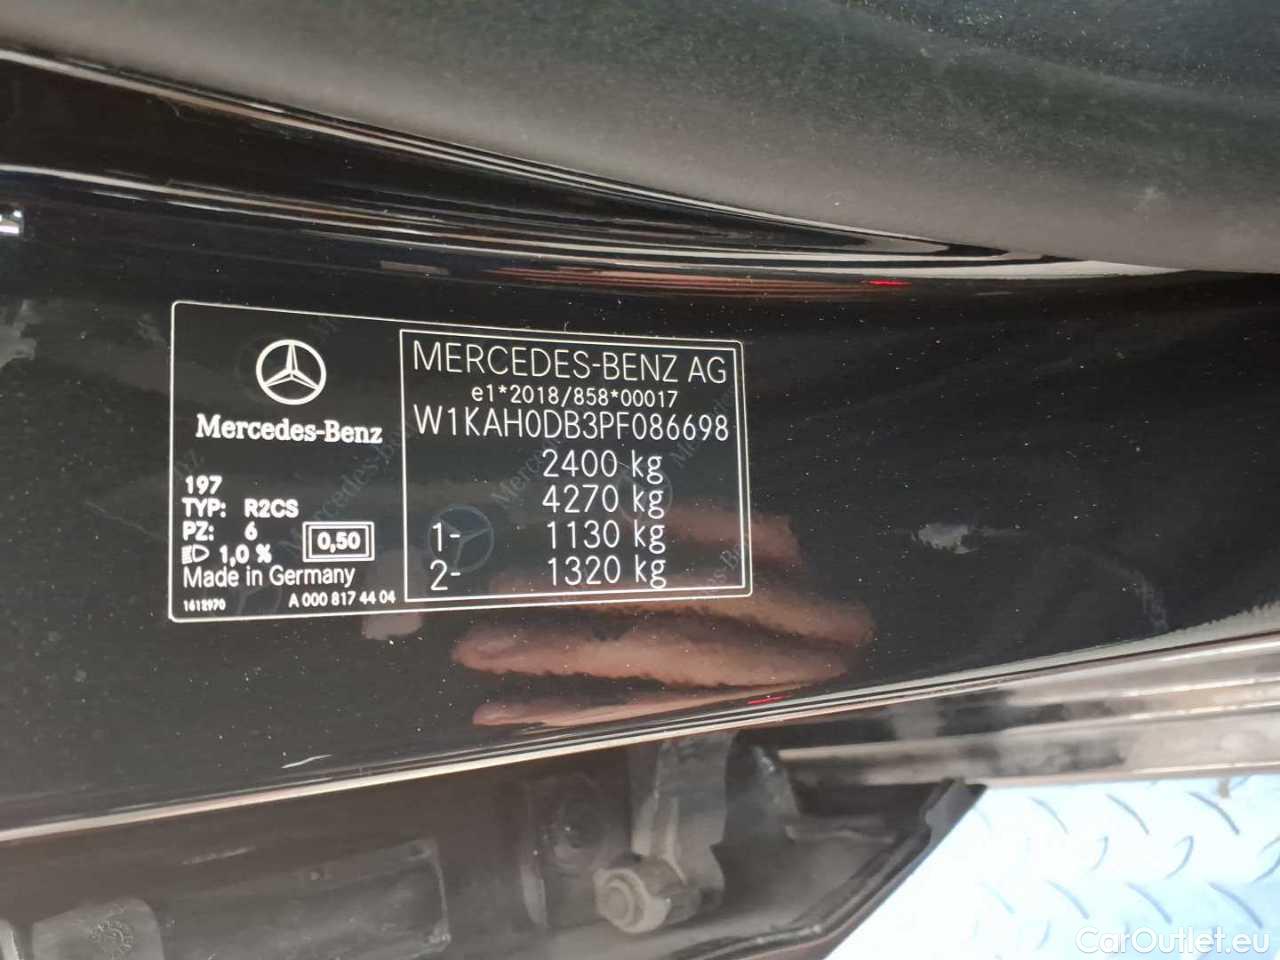 Mercedes-Benz
197
TYP: R2CS
PZ: 6
1,0 % 0,50
Made in Germany
1612970 A 000 817 44 04
MERCEDES-BENZ AG
e1*2018/858*00017
W1KAH0DB3PF086698
2400 kg
4270 kg
1- 1130 kg
2- 1320 kg
CarOutlet.eu